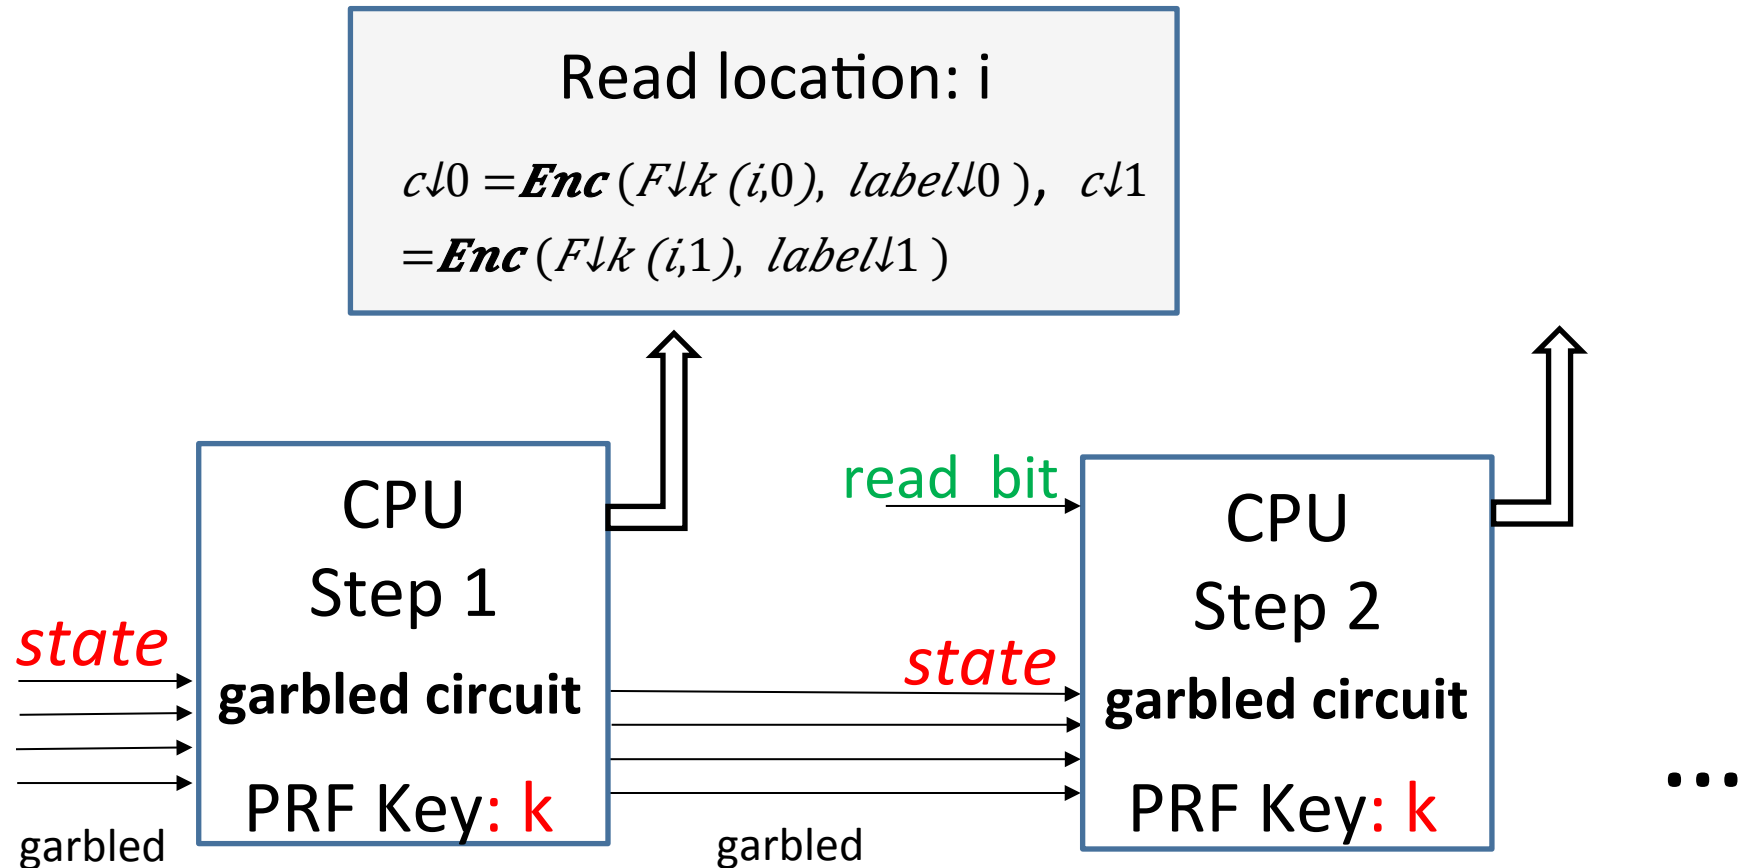 Read location: i
c↓0 =Enc(F↓k (i,0), label↓0 ), c↓1
=Enc(F↓k (i,1), label↓1 )
CPU
Step 1
garbled circuit
PRF Key: k
state
garbled
read bit
state
garbled
CPU
Step 2
garbled circuit
PRF Key: k
...